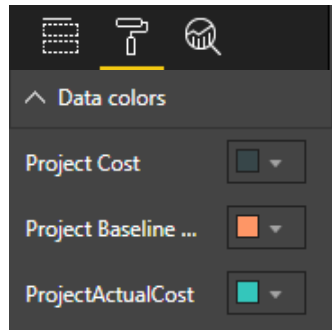 Data colors
Project Cost
Project Baseline ...
ProjectActualCost